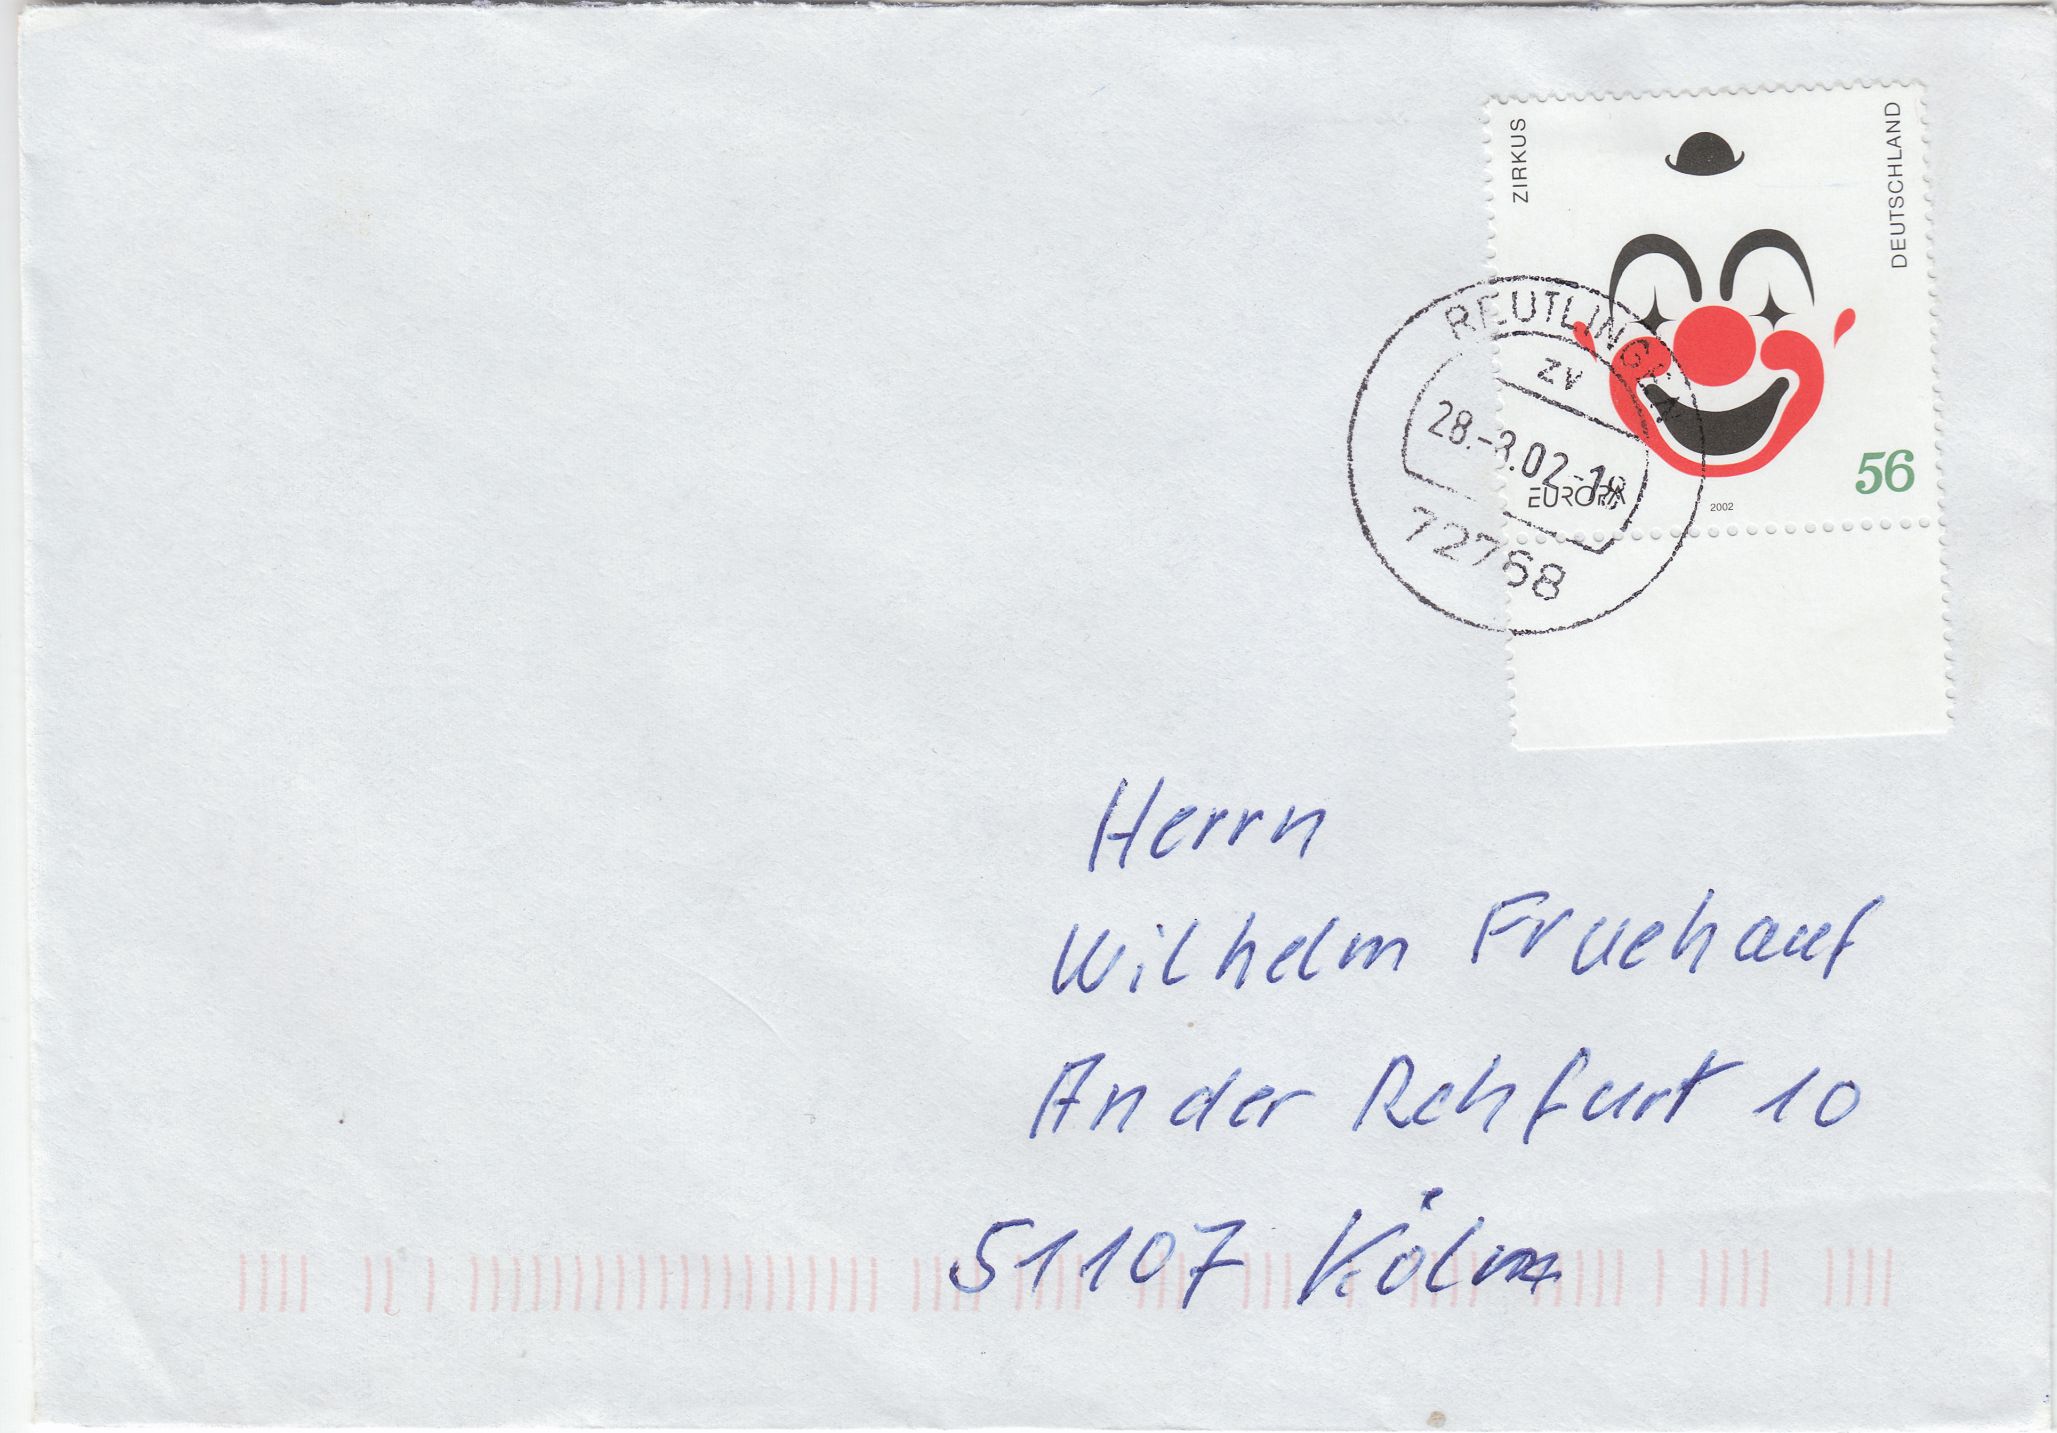 ZIRKUS
DEUTSCHLAND
REUTLINGEN
zv
28.-3.02-18
EUROPA
2002
56
72768
Herrn
Wilhelm Fruehauf
An der Rehfurt 10
51107 Köln